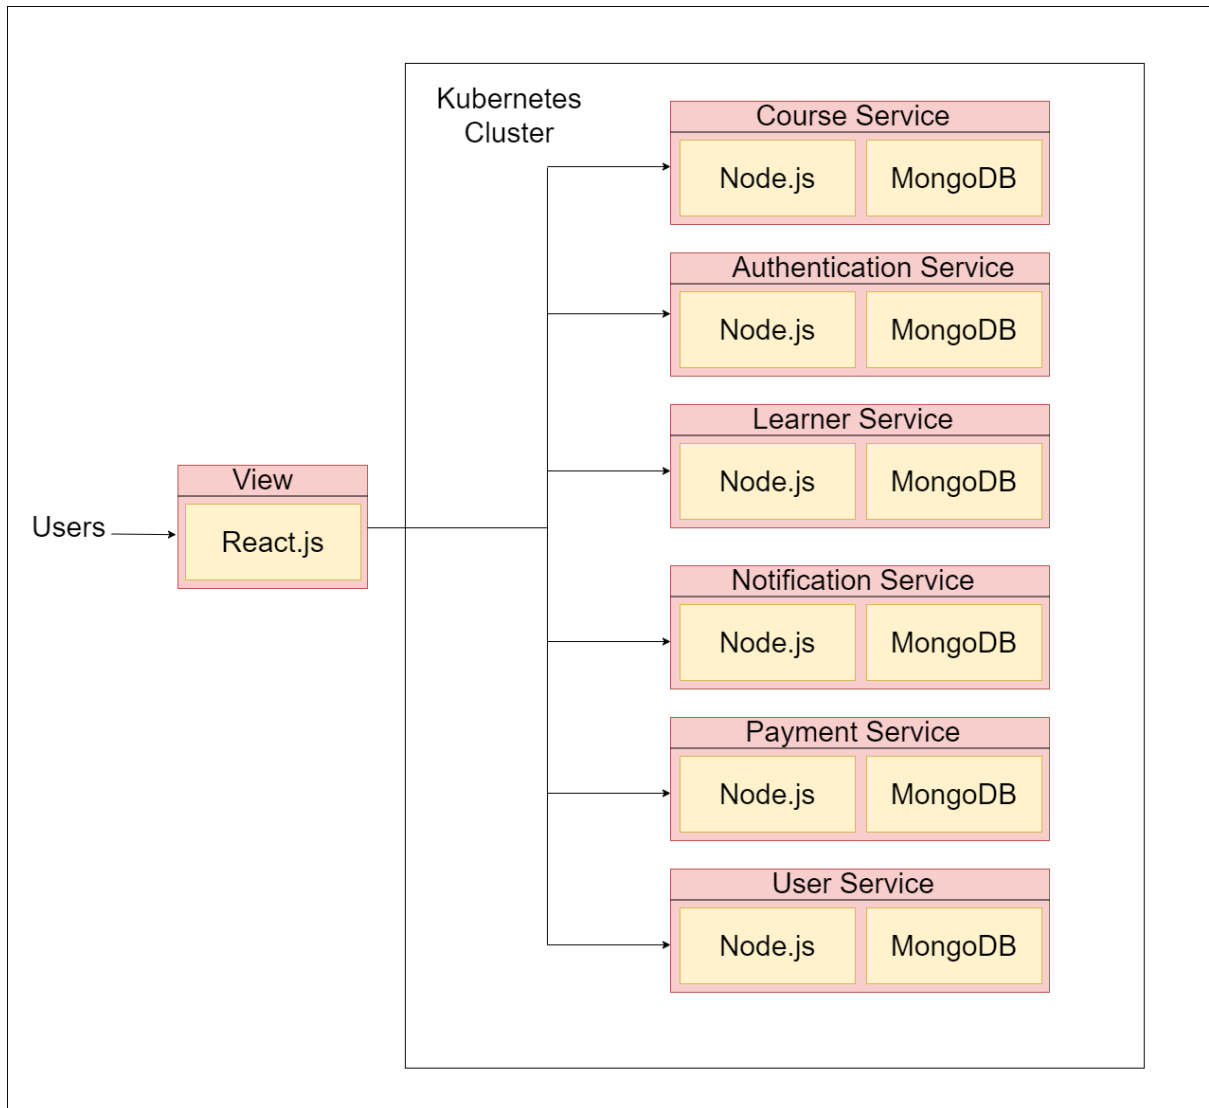 Kubernetes
Cluster
Course Service
Node.js MongoDB
Authentication Service
Node.js MongoDB
Learner Service
Node.js MongoDB
View
Users
React.js
Notification Service
Node.js MongoDB
Payment Service
Node.js MongoDB
User Service
Node.js MongoDB